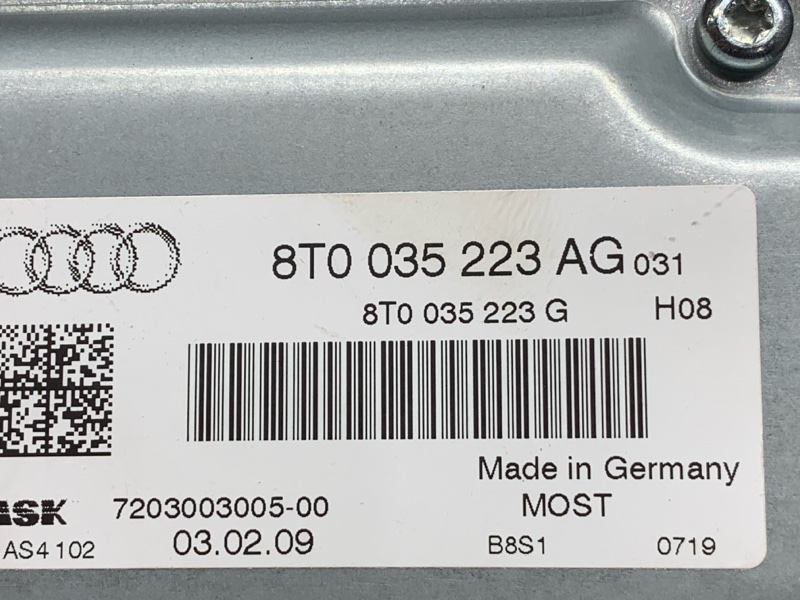 8T0 035 223 AG 031
8T0 035 223 G H08
Made in Germany
ASK 7203003005-00 MOST
AS4 102 03.02.09 B8S1 0719